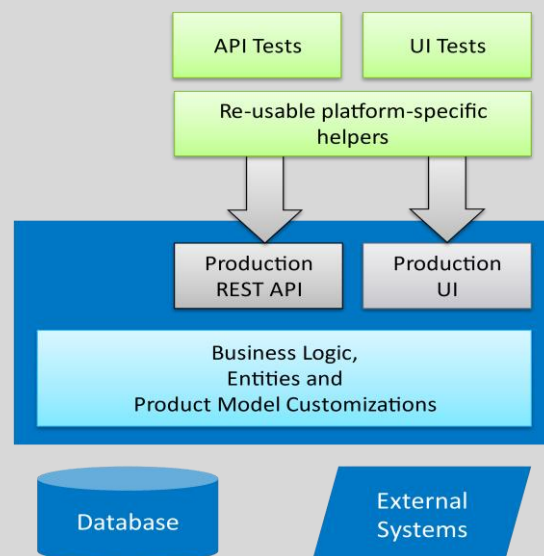 API Tests
UI Tests
Re-usable platform-specific
helpers
Production
REST API
Production
UI
Business Logic,
Entities and
Product Model Customizations
Database
External
Systems